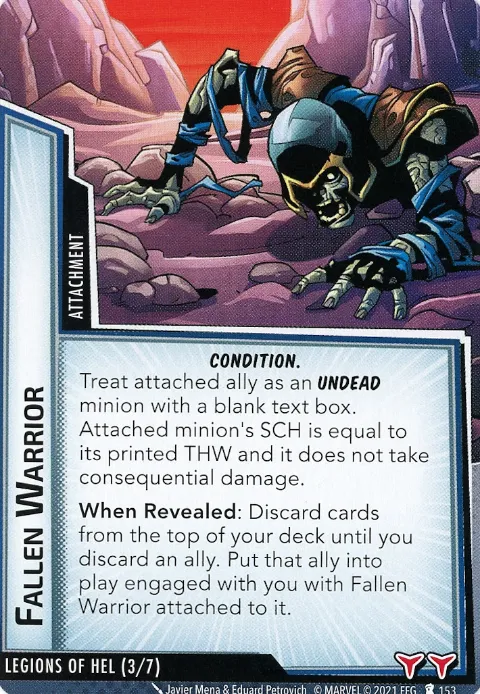 ATTACHMENT
FALLEN WARRIOR
CONDITION.
Treat attached ally as an UNDEAD
minion with a blank text box.
Attached minion's SCH is equal to
its printed THW and it does not take
consequential damage.
When Revealed: Discard cards
from the top of your deck until you
discard an ally. Put that ally into
play engaged with you with Fallen
Warrior attached to it.
LEGIONS OF HEL (3/7)
Javier Mena & Eduard Petrovich © MARVEL © 2021 FFG 153